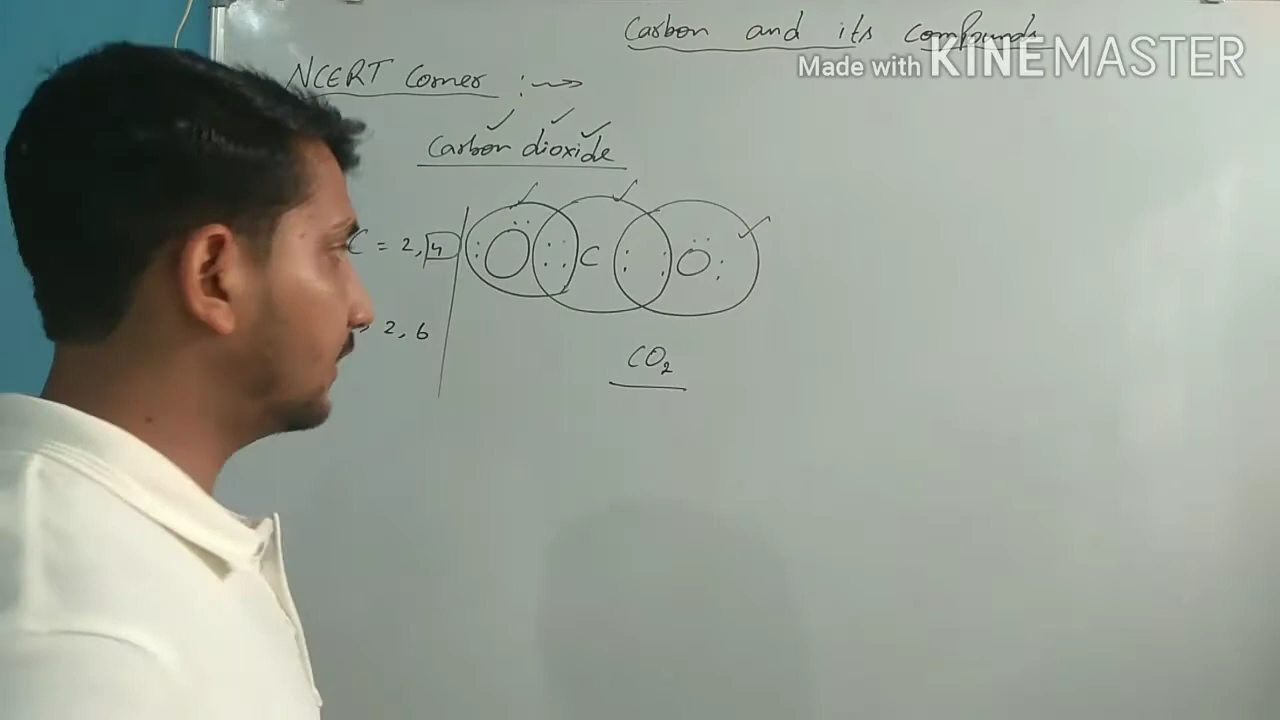 Carbon and its compounds
Made with KINEMASTER
NCERT Corner :→
Carbon dioxide
C = 2, 4
O C O
2, 6
CO₂